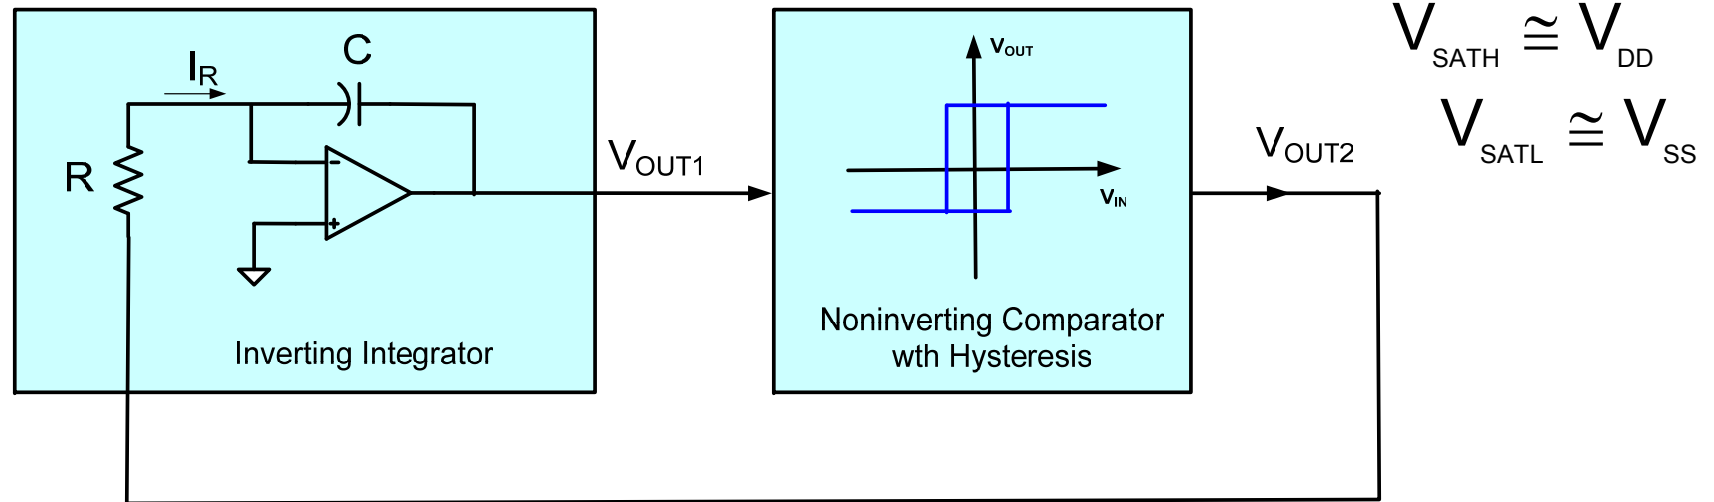 V_SATH ≅ V_DD
V_SATL ≅ V_SS
C
I_R
R
−
+
Inverting Integrator
V_OUT1
V_OUT
V_IN
Noninverting Comparator
wth Hysteresis
V_OUT2